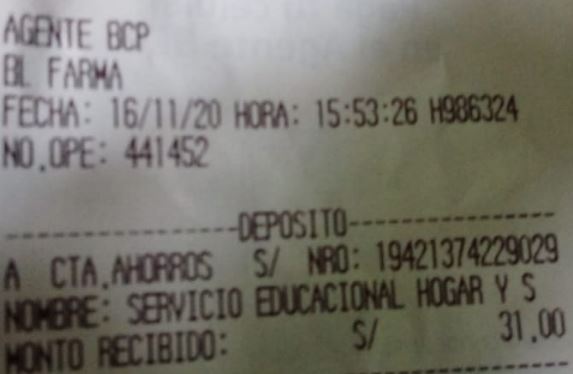 AGENTE BCP
BL FARMA
FECHA: 16/11/20 HORA: 15:53:26 H986324
NO.OPE: 441452
----------------DEPOSITO----------------
A CTA.AHORROS S/ NRO: 19421374229029
NOMBRE: SERVICIO EDUCACIONAL HOGAR Y S
MONTO RECIBIDO: S/ 31.00